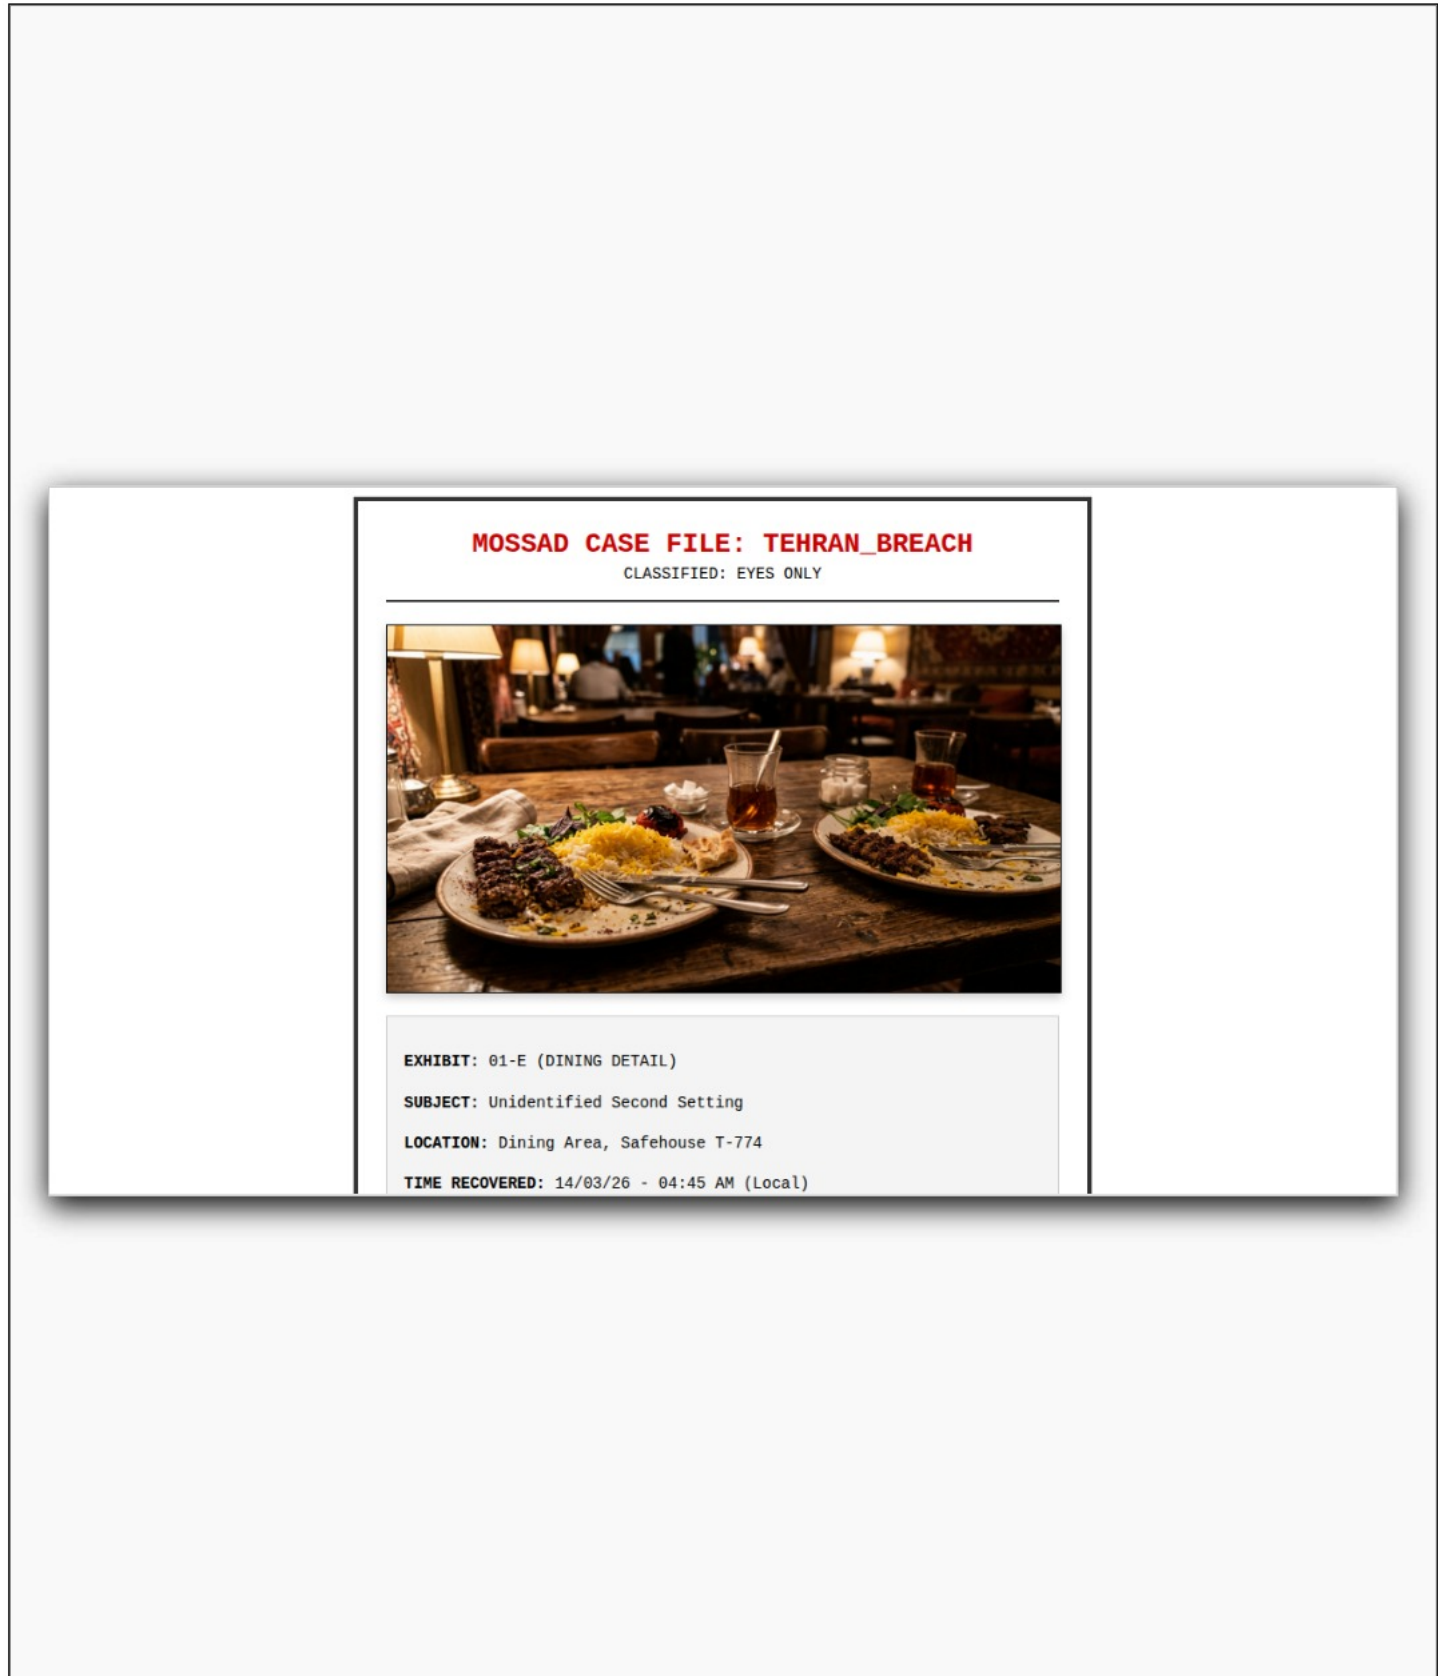 MOSSAD CASE FILE: TEHRAN_BREACH
CLASSIFIED: EYES ONLY
EXHIBIT: 01-E (DINING DETAIL)
SUBJECT: Unidentified Second Setting
LOCATION: Dining Area, Safehouse T-774
TIME RECOVERED: 14/03/26 - 04:45 AM (Local)